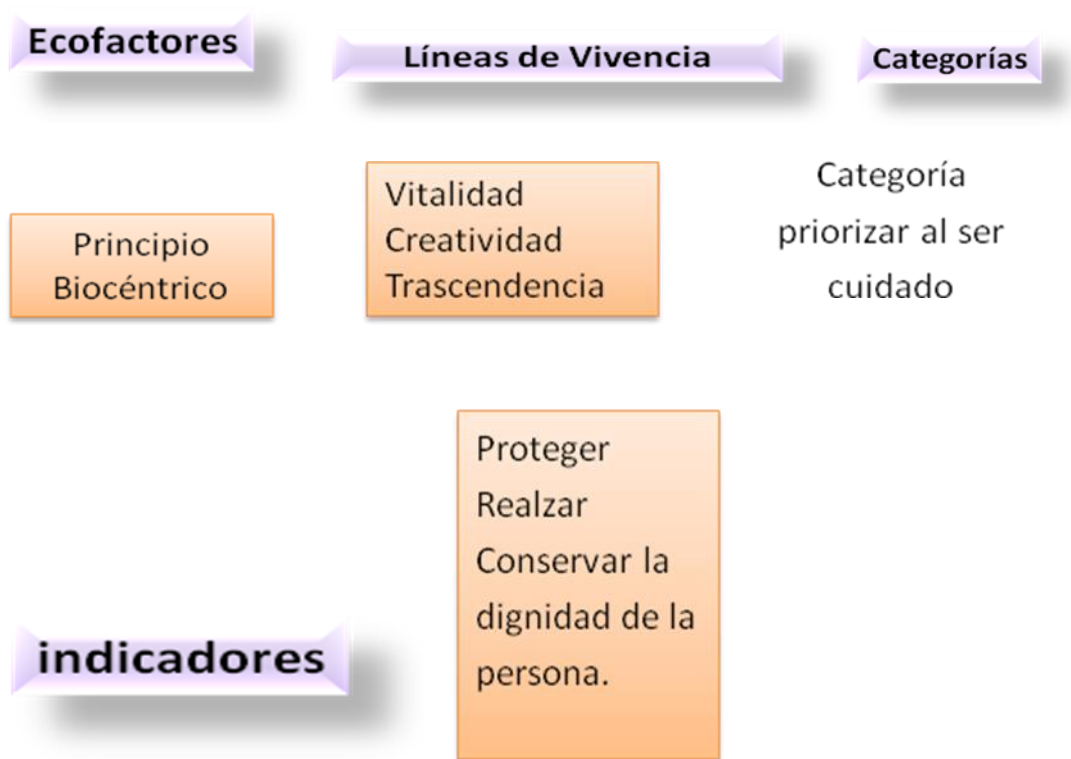 Ecofactores
Líneas de Vivencia
Categorías
Principio
Biocéntrico
Vitalidad
Creatividad
Trascendencia
Categoría
priorizar al ser
cuidado
indicadores
Proteger
Realzar
Conservar la
dignidad de la
persona.